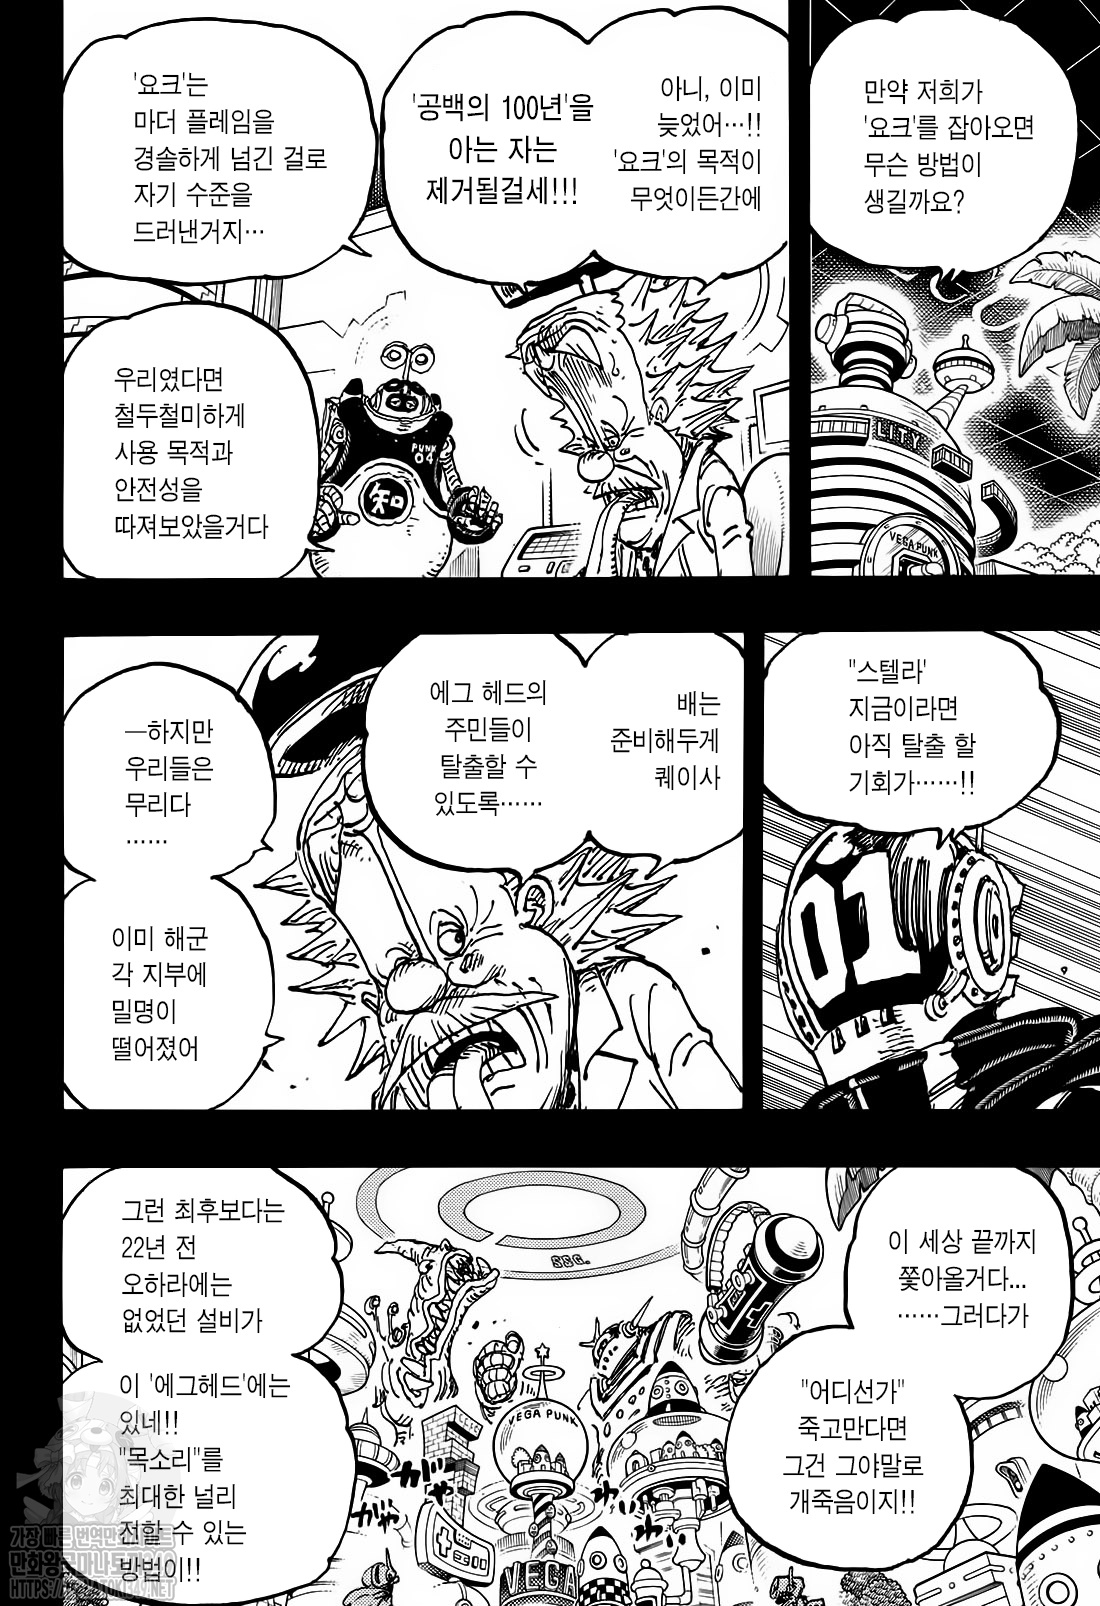 만약 저희가
'요크'를 잡아오면
무슨 방법이
생길까요?
LITY
VEGA PUNK
아니, 이미
늦었어…!!
'요크'의 목적이
무엇이든간에
'공백의 100년'을
아는 자는
제거될걸세!!!
'요크'는
마더 플레임을
경솔하게 넘긴 걸로
자기 수준을
드러낸거지…
우리였다면
철두철미하게
사용 목적과
안전성을
따져보았을거다
PUNK
04
知
"스텔라'
지금이라면
아직 탈출 할
기회가……!!
01
배는
준비해두게
퀘이사
에그 헤드의
주민들이
탈출할 수
있도록……
―하지만
우리들은
무리다
……
이미 해군
각 지부에
밀명이
떨어졌어
이 세상 끝까지
쫓아올거다...
……그러다가
"어디선가"
죽고만다면
그건 그야말로
개죽음이지!!
SSG.
VEGA PUNK
VEGA
그런 최후보다는
22년 전
오하라에는
없었던 설비가
이 '에그헤드'에는
있네!!
"목소리"를
최대한 널리
전할 수 있는
방법이!!
가장 빠른 번역만화